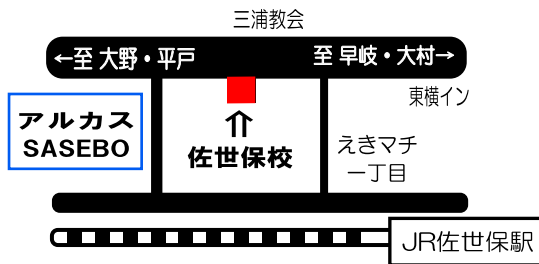 三浦教会
←至 大野・平戸
至 早岐・大村→
東横イン
アルカス
SASEBO
⇑
佐世保校
えきマチ
一丁目
JR佐世保駅